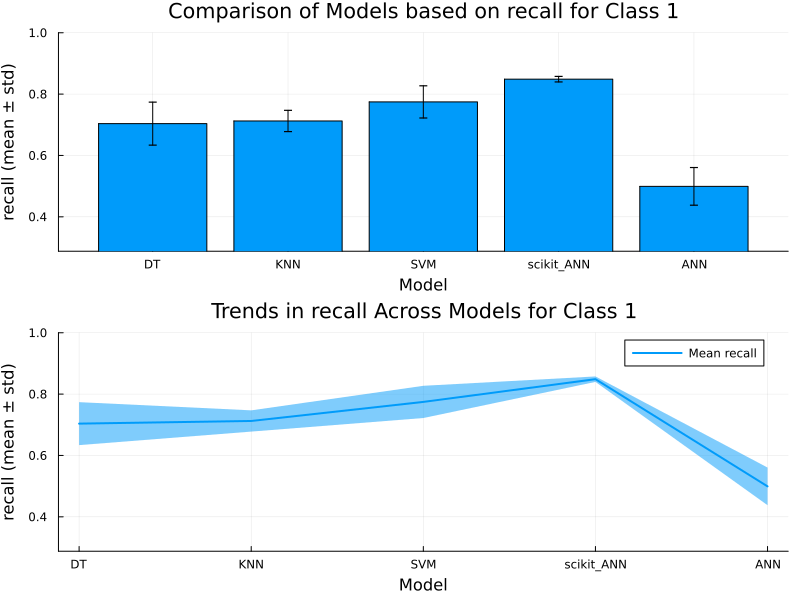 Comparison of Models based on recall for Class 1
recall (mean ± std)
1.0
0.8
0.6
0.4
DT KNN SVM scikit_ANN ANN
Model
Trends in recall Across Models for Class 1
recall (mean ± std)
1.0
Mean recall
0.8
0.6
0.4
DT KNN SVM scikit_ANN ANN
Model